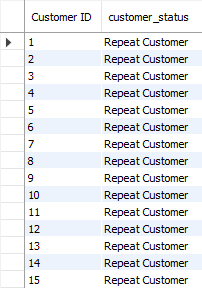 Customer ID customer_status
1 Repeat Customer
2 Repeat Customer
3 Repeat Customer
4 Repeat Customer
5 Repeat Customer
6 Repeat Customer
7 Repeat Customer
8 Repeat Customer
9 Repeat Customer
10 Repeat Customer
11 Repeat Customer
12 Repeat Customer
13 Repeat Customer
14 Repeat Customer
15 Repeat Customer